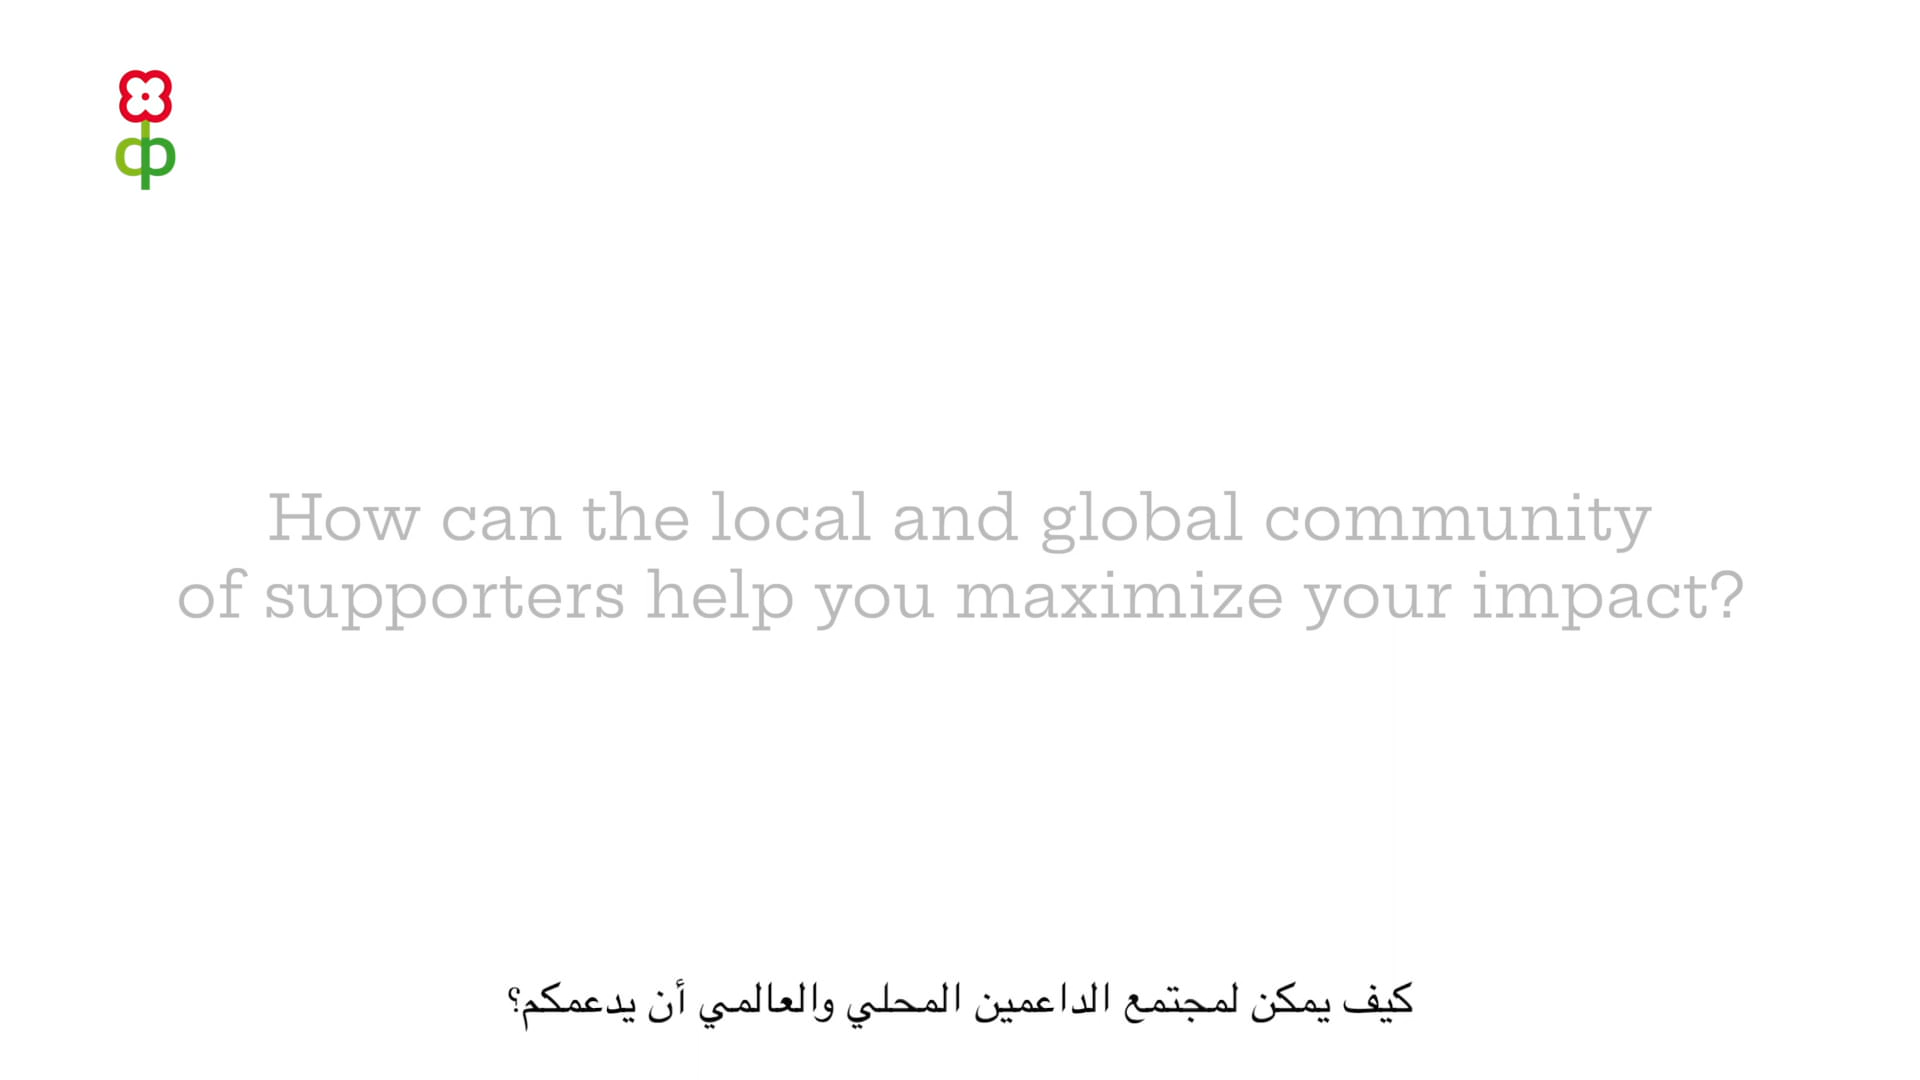 How can the local and global community
of supporters help you maximize your impact?
كيف يمكن لمجتمع الداعمين المحلي والعالمي أن يدعمكم؟